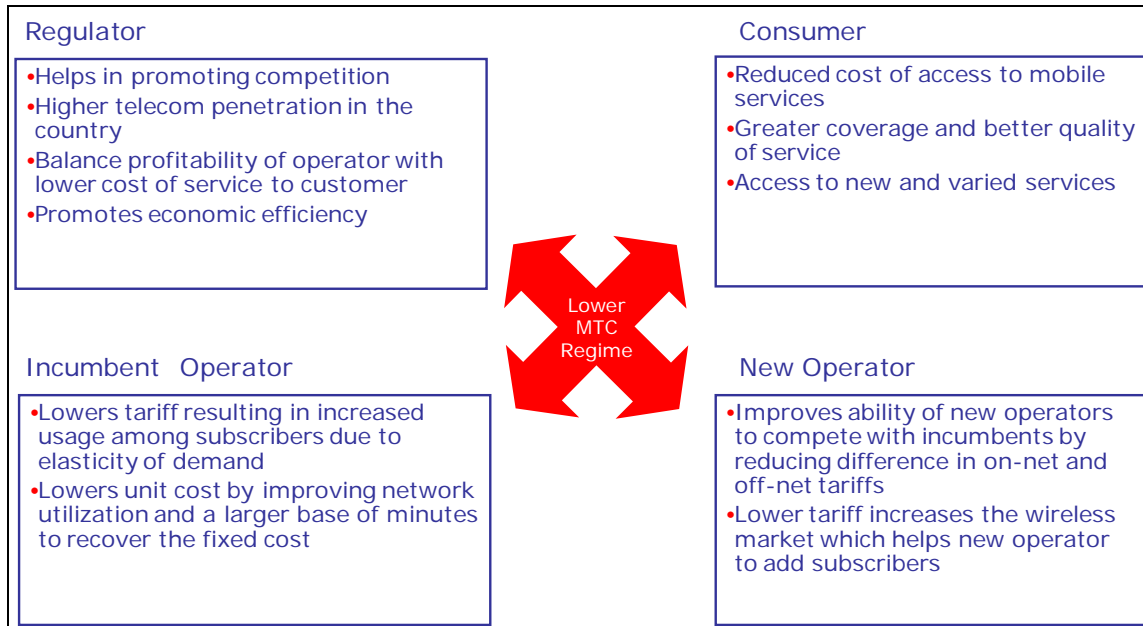 Regulator
•Helps in promoting competition
•Higher telecom penetration in the
country
•Balance profitability of operator with
lower cost of service to customer
•Promotes economic efficiency
Consumer
•Reduced cost of access to mobile
services
•Greater coverage and better quality
of service
•Access to new and varied services
Lower
MTC
Regime
Incumbent Operator
•Lowers tariff resulting in increased
usage among subscribers due to
elasticity of demand
•Lowers unit cost by improving network
utilization and a larger base of minutes
to recover the fixed cost
New Operator
•Improves ability of new operators
to compete with incumbents by
reducing difference in on-net and
off-net tariffs
•Lower tariff increases the wireless
market which helps new operator
to add subscribers